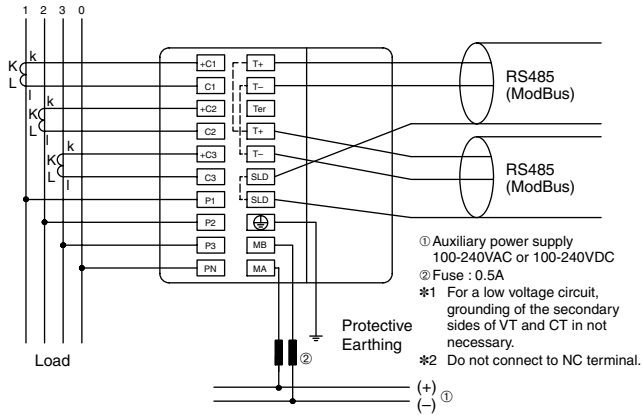 1 2 3 0
K
k
L
l
K
k
L
l
K
k
L
l
+C1
C1
+C2
C2
+C3
C3
P1
P2
P3
PN
T+
T–
Ter
T+
T–
SLD
SLD
MB
MA
RS485
(ModBus)
RS485
(ModBus)
① Auxiliary power supply
100-240VAC or 100-240VDC
② Fuse : 0.5A
✽1 For a low voltage circuit,
grounding of the secondary
sides of VT and CT in not
necessary.
✽2 Do not connect to NC terminal.
Protective
Earthing
②
Load
(+)
(–)
①